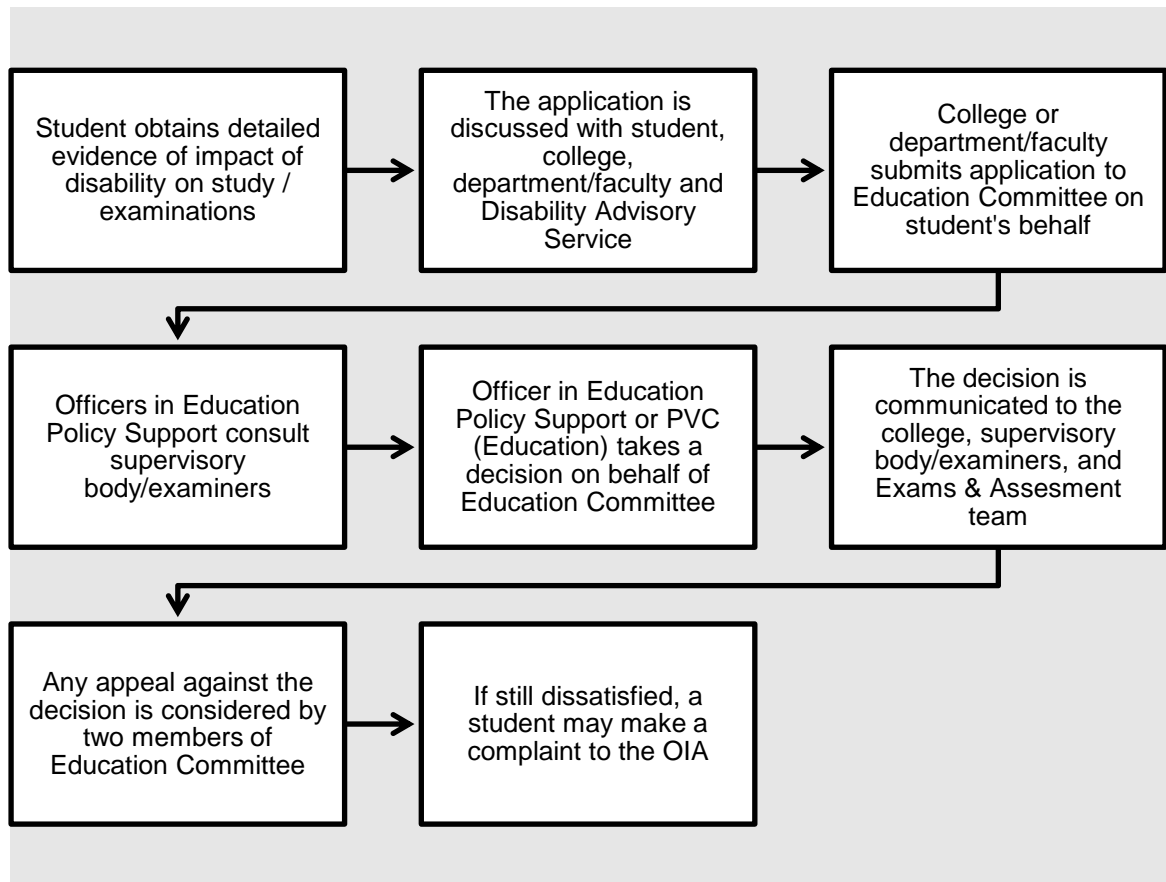 Student obtains detailed
evidence of impact of
disability on study /
examinations
The application is
discussed with student,
college,
department/faculty and
Disability Advisory
Service
College or
department/faculty
submits application to
Education Committee on
student's behalf
Officers in Education
Policy Support consult
supervisory
body/examiners
Officer in Education
Policy Support or PVC
(Education) takes a
decision on behalf of
Education Committee
The decision is
communicated to the
college, supervisory
body/examiners, and
Exams & Assesment
team
Any appeal against the
decision is considered by
two members of
Education Committee
If still dissatisfied, a
student may make a
complaint to the OIA